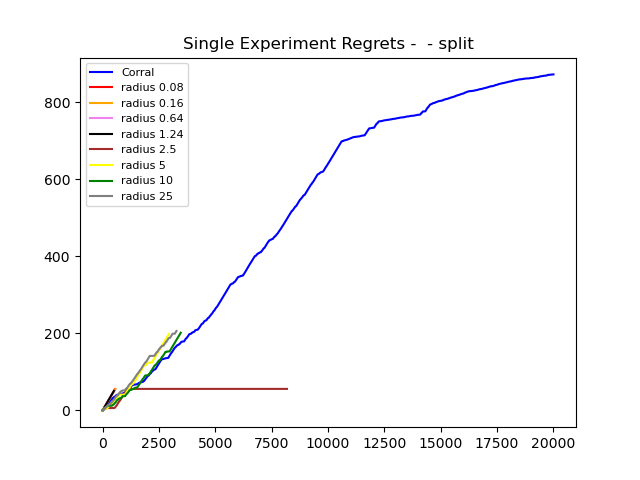 Single Experiment Regrets -  - split
Corral
radius 0.08
radius 0.16
radius 0.64
radius 1.24
radius 2.5
radius 5
radius 10
radius 25
800
600
400
200
0
0 2500 5000 7500 10000 12500 15000 17500 20000